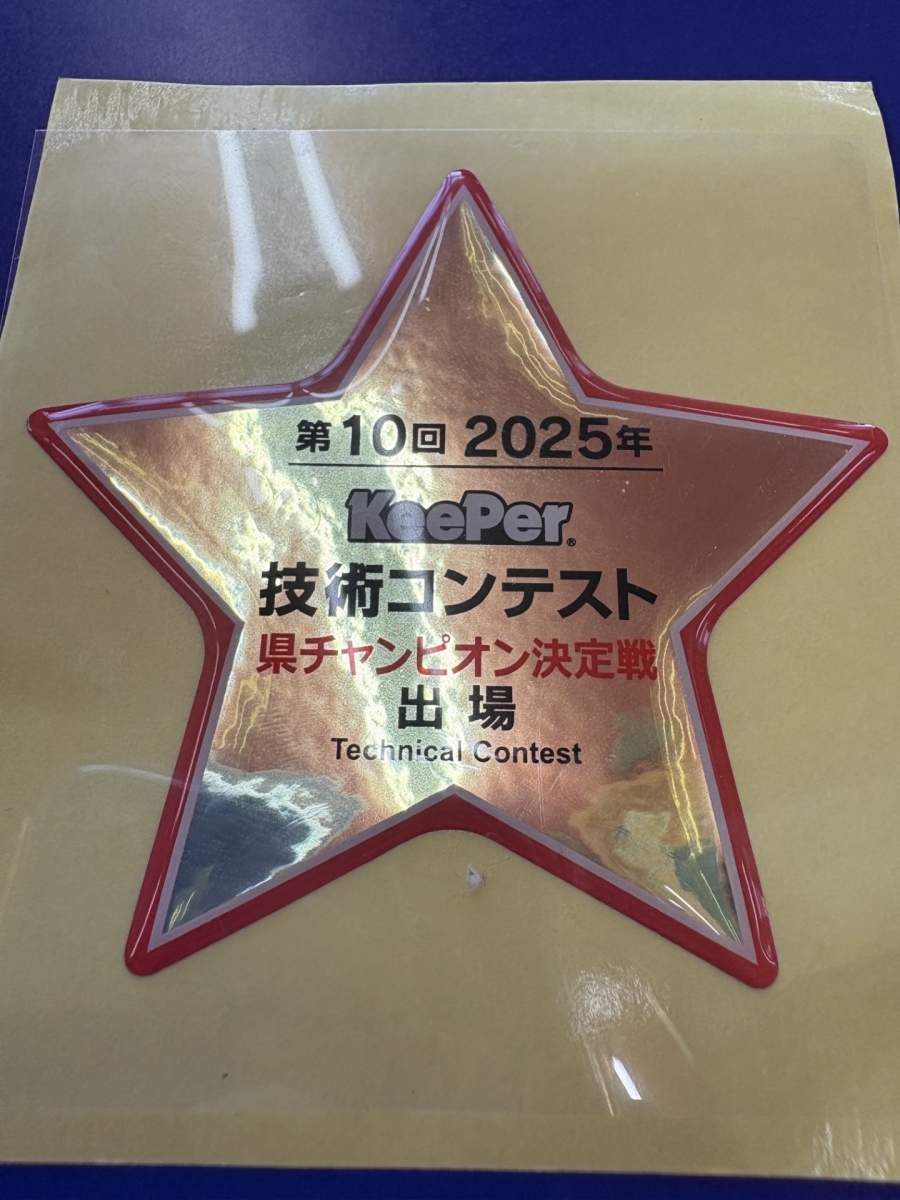 第10回 2025年
KeePer®
技術コンテスト
県チャンピオン決定戦
出場
Technical Contest